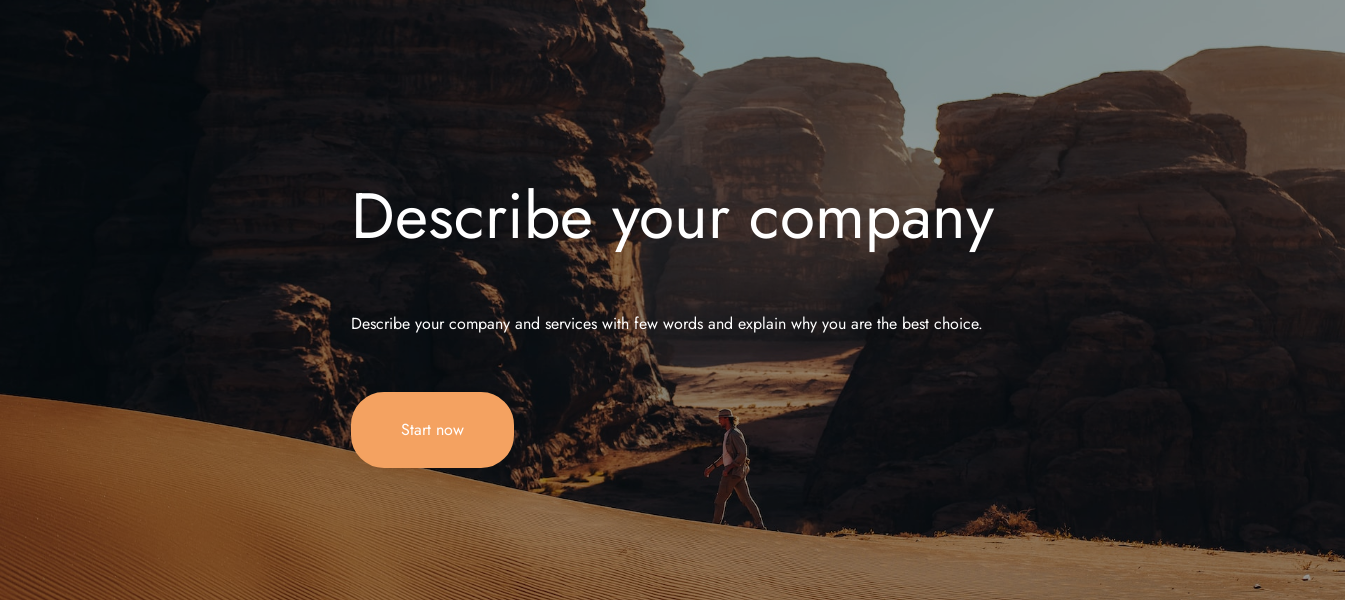 Describe your company
Describe your company and services with few words and explain why you are the best choice.
Start now